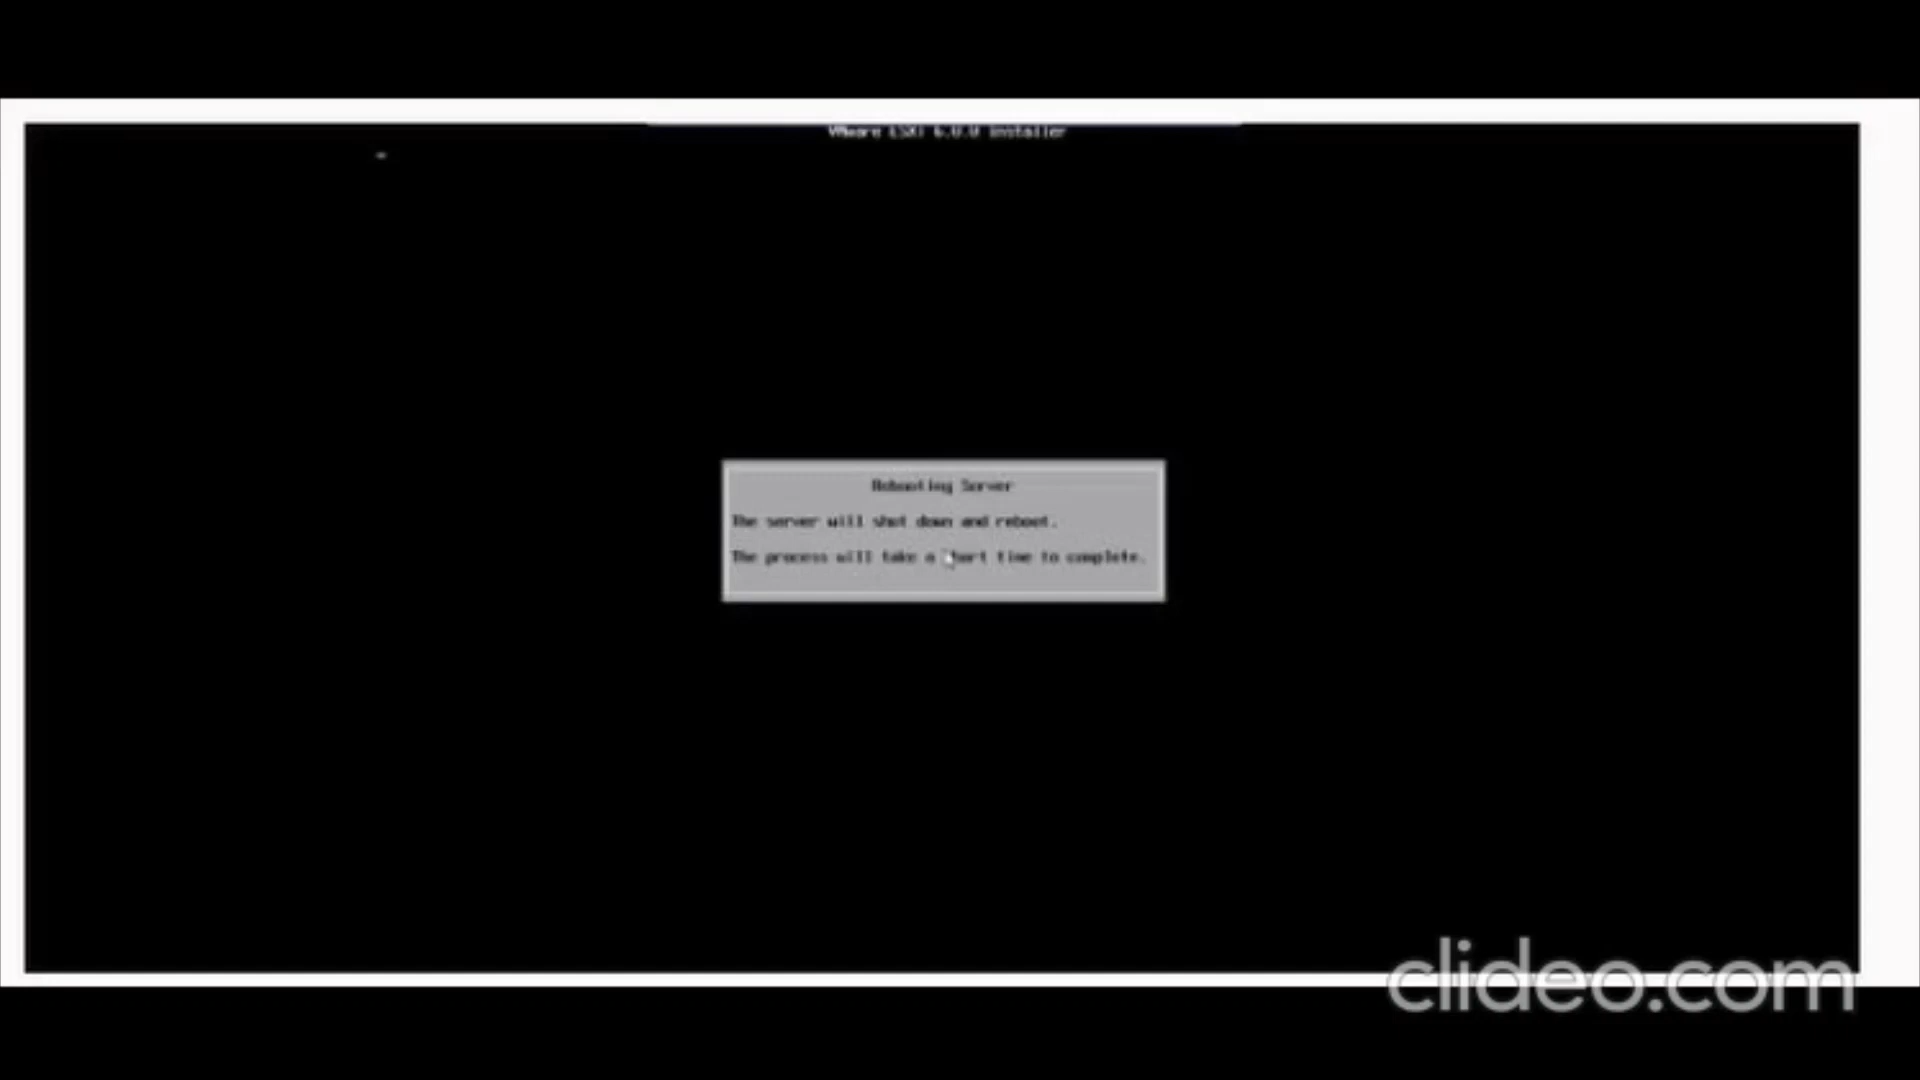 VMware ESXi 6.0.0 Installer
Rebooting Server
The server will shut down and reboot.
The process will take a short time to complete.
clideo.com